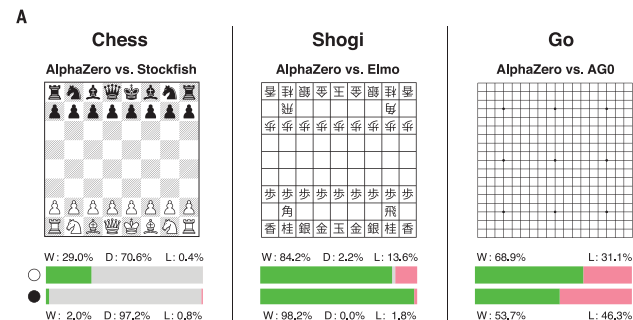 A
Chess Shogi Go
AlphaZero vs. Stockfish AlphaZero vs. Elmo AlphaZero vs. AG0
香桂銀金玉金銀桂香
飛 角
歩歩歩歩歩歩歩歩歩
歩歩歩歩歩歩歩歩歩
角 飛
香桂銀金玉金銀桂香
W: 29.0% D: 70.6% L: 0.4% W: 84.2% D: 2.2% L: 13.6% W: 68.9% L: 31.1%
W: 2.0% D: 97.2% L: 0.8% W: 98.2% D: 0.0% L: 1.8% W: 53.7% L: 46.3%